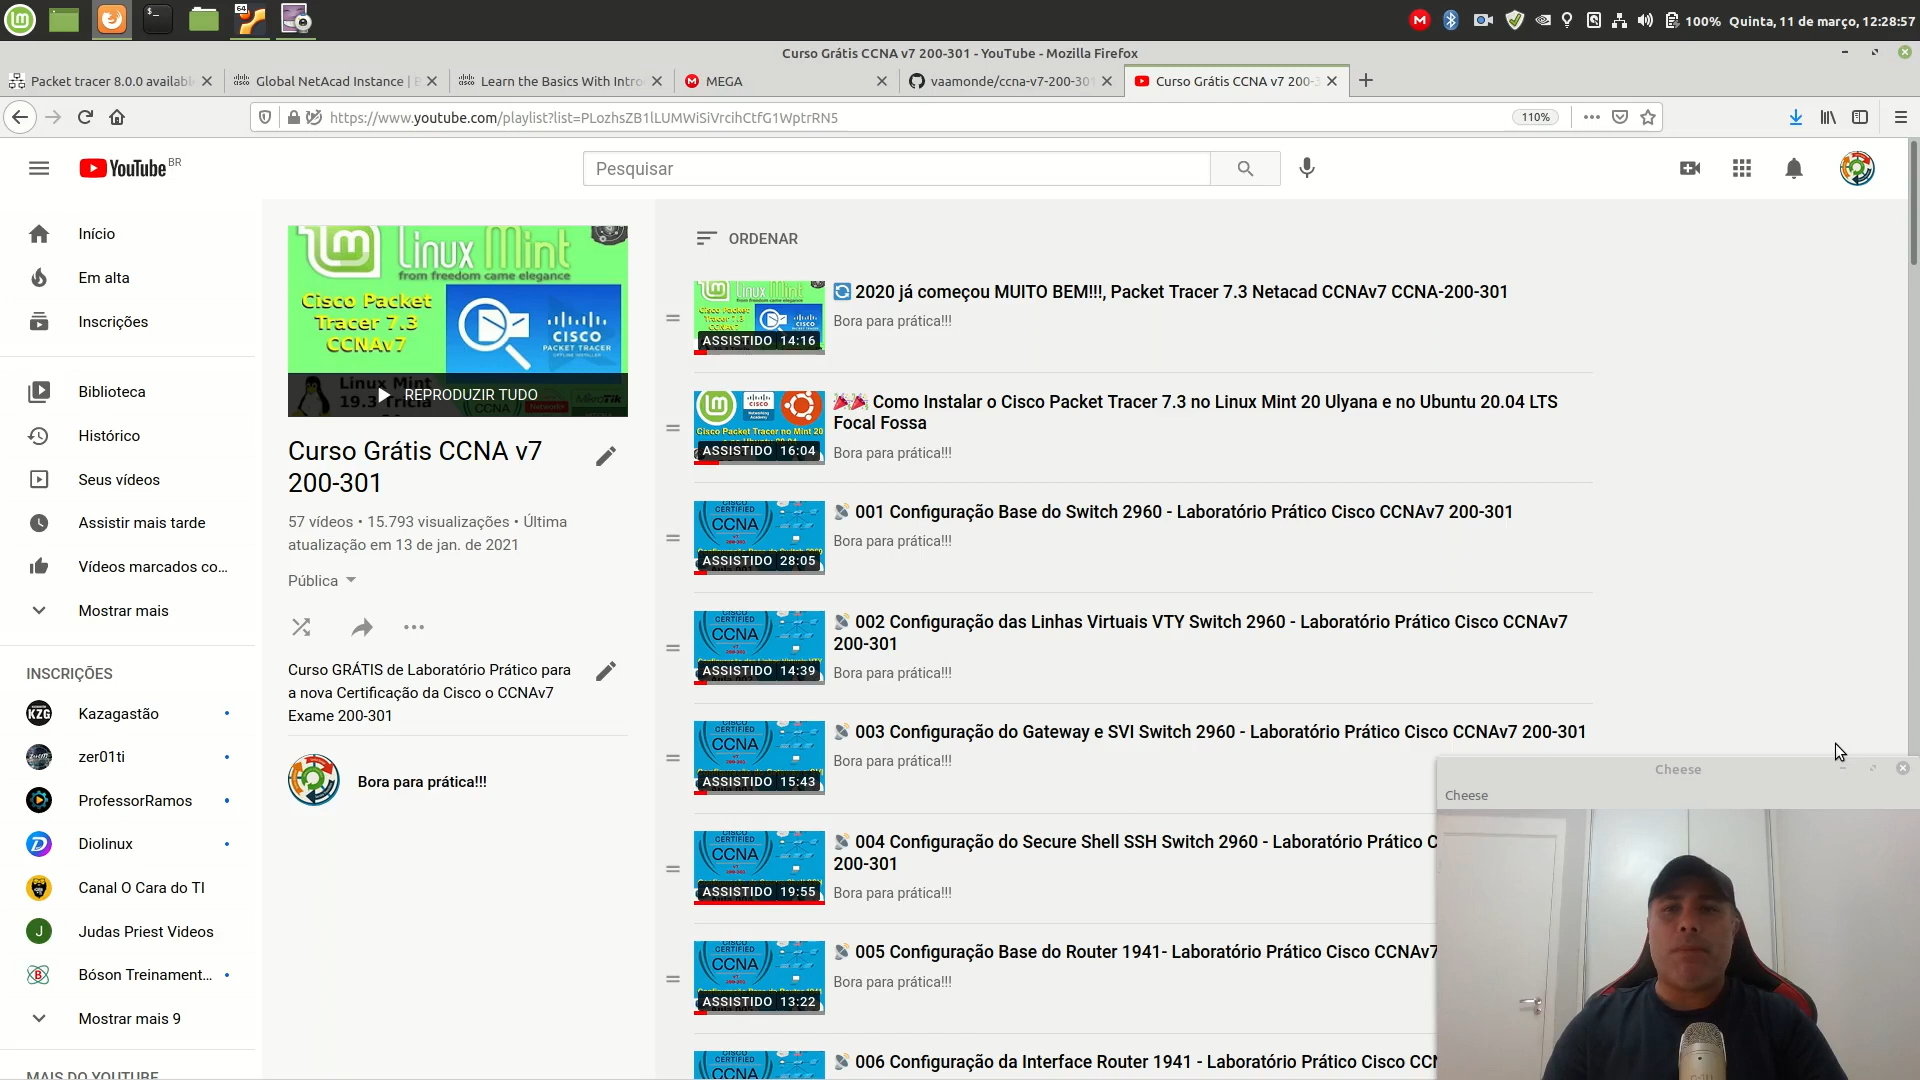 100% Quinta, 11 de março, 12:28:57
Curso Grátis CCNA v7 200-301 - YouTube - Mozilla Firefox
Packet tracer 8.0.0 availabl
Global NetAcad Instance |
Learn the Basics With Intro
MEGA
vaamonde/ccna-v7-200-301
Curso Grátis CCNA v7 200-3
https://www.youtube.com/playlist?list=PLozhsZB1lLUMWiSiVrcihCtfG1WptrRN5
110%
YouTube BR
Pesquisar
Início
Em alta
Inscrições
Biblioteca
Histórico
Seus vídeos
Assistir mais tarde
Vídeos marcados co...
Mostrar mais
INSCRIÇÕES
Kazagastão
zer01ti
ProfessorRamos
Diolinux
Canal O Cara do TI
Judas Priest Videos
Bóson Treinament...
Mostrar mais 9
MAIS DO YOUTUBE
Linux Mint
from freedom came elegance
Cisco Packet
Tracer 7.3
CCNAv7
CISCO
PACKET TRACER
REPRODUZIR TUDO
Curso Grátis CCNA v7
200-301
57 vídeos • 15.793 visualizações • Última
atualização em 13 de jan. de 2021
Pública
Curso GRÁTIS de Laboratório Prático para
a nova Certificação da Cisco o CCNAv7
Exame 200-301
Bora para prática!!!
ORDENAR
2020 já começou MUITO BEM!!!, Packet Tracer 7.3 Netacad CCNAv7 CCNA-200-301
Bora para prática!!!
ASSISTIDO 14:16
Como Instalar o Cisco Packet Tracer 7.3 no Linux Mint 20 Ulyana e no Ubuntu 20.04 LTS
Focal Fossa
Bora para prática!!!
ASSISTIDO 16:04
001 Configuração Base do Switch 2960 - Laboratório Prático Cisco CCNAv7 200-301
Bora para prática!!!
ASSISTIDO 28:05
002 Configuração das Linhas Virtuais VTY Switch 2960 - Laboratório Prático Cisco CCNAv7
200-301
Bora para prática!!!
ASSISTIDO 14:39
003 Configuração do Gateway e SVI Switch 2960 - Laboratório Prático Cisco CCNAv7 200-301
Bora para prática!!!
ASSISTIDO 15:43
004 Configuração do Secure Shell SSH Switch 2960 - Laboratório Prático C
200-301
Bora para prática!!!
ASSISTIDO 19:55
005 Configuração Base do Router 1941- Laboratório Prático Cisco CCNAv7
Bora para prática!!!
ASSISTIDO 13:22
006 Configuração da Interface Router 1941 - Laboratório Prático Cisco CCN
Cheese
Cheese